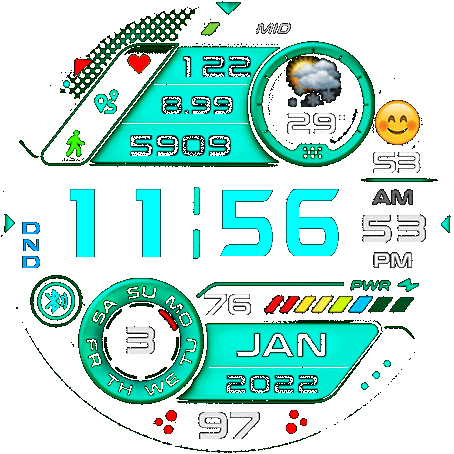 MID
122
8.99
5909
29°
53
AM
53
PM
11:56
DND
SA SU MO TU WE TH FR
3
76
PWR
JAN
2022
97